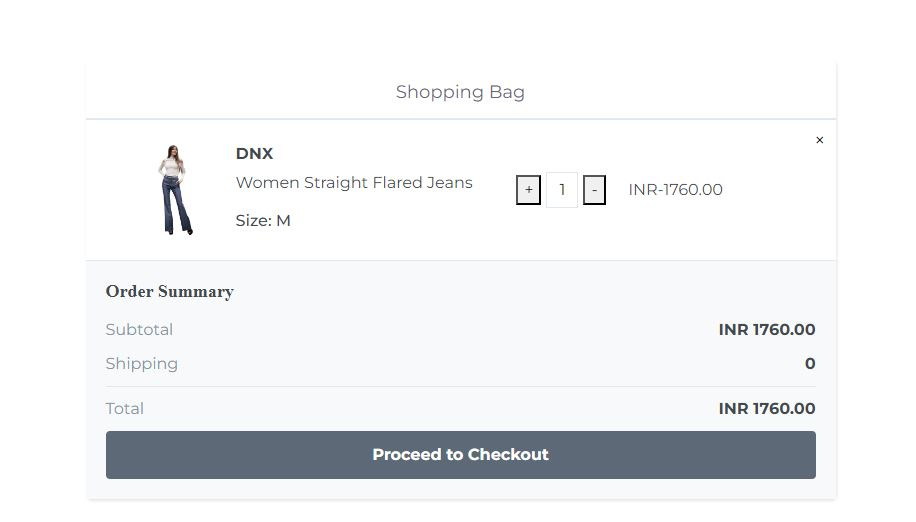 Shopping Bag
×
DNX
Women Straight Flared Jeans
Size: M
+ 1 - INR-1760.00
Order Summary
Subtotal INR 1760.00
Shipping 0
Total INR 1760.00
Proceed to Checkout